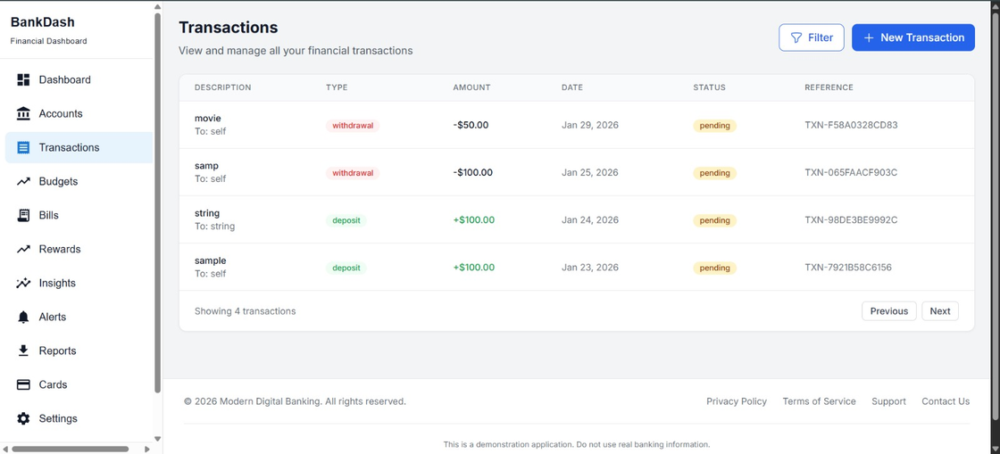 BankDash
Financial Dashboard
Dashboard
Accounts
Transactions
Budgets
Bills
Rewards
Insights
Alerts
Reports
Cards
Settings
Transactions
View and manage all your financial transactions
Filter
+ New Transaction
DESCRIPTION TYPE AMOUNT DATE STATUS REFERENCE
movie
To: self
withdrawal -$50.00 Jan 29, 2026 pending TXN-F58A0328CD83
samp
To: self
withdrawal -$100.00 Jan 25, 2026 pending TXN-065FAACF903C
string
To: string
deposit +$100.00 Jan 24, 2026 pending TXN-98DE3BE9992C
sample
To: self
deposit +$100.00 Jan 23, 2026 pending TXN-7921B58C6156
Showing 4 transactions
Previous Next
© 2026 Modern Digital Banking. All rights reserved.
Privacy Policy Terms of Service Support Contact Us
This is a demonstration application. Do not use real banking information.